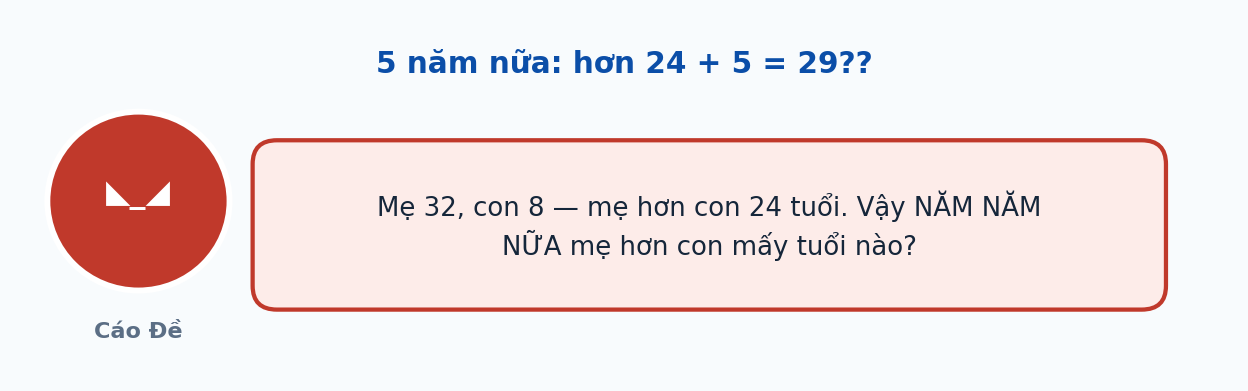 5 năm nữa: hơn 24 + 5 = 29??
Mẹ 32, con 8 — mẹ hơn con 24 tuổi. Vậy NĂM NĂM
NỮA mẹ hơn con mấy tuổi nào?
Cáo Đề